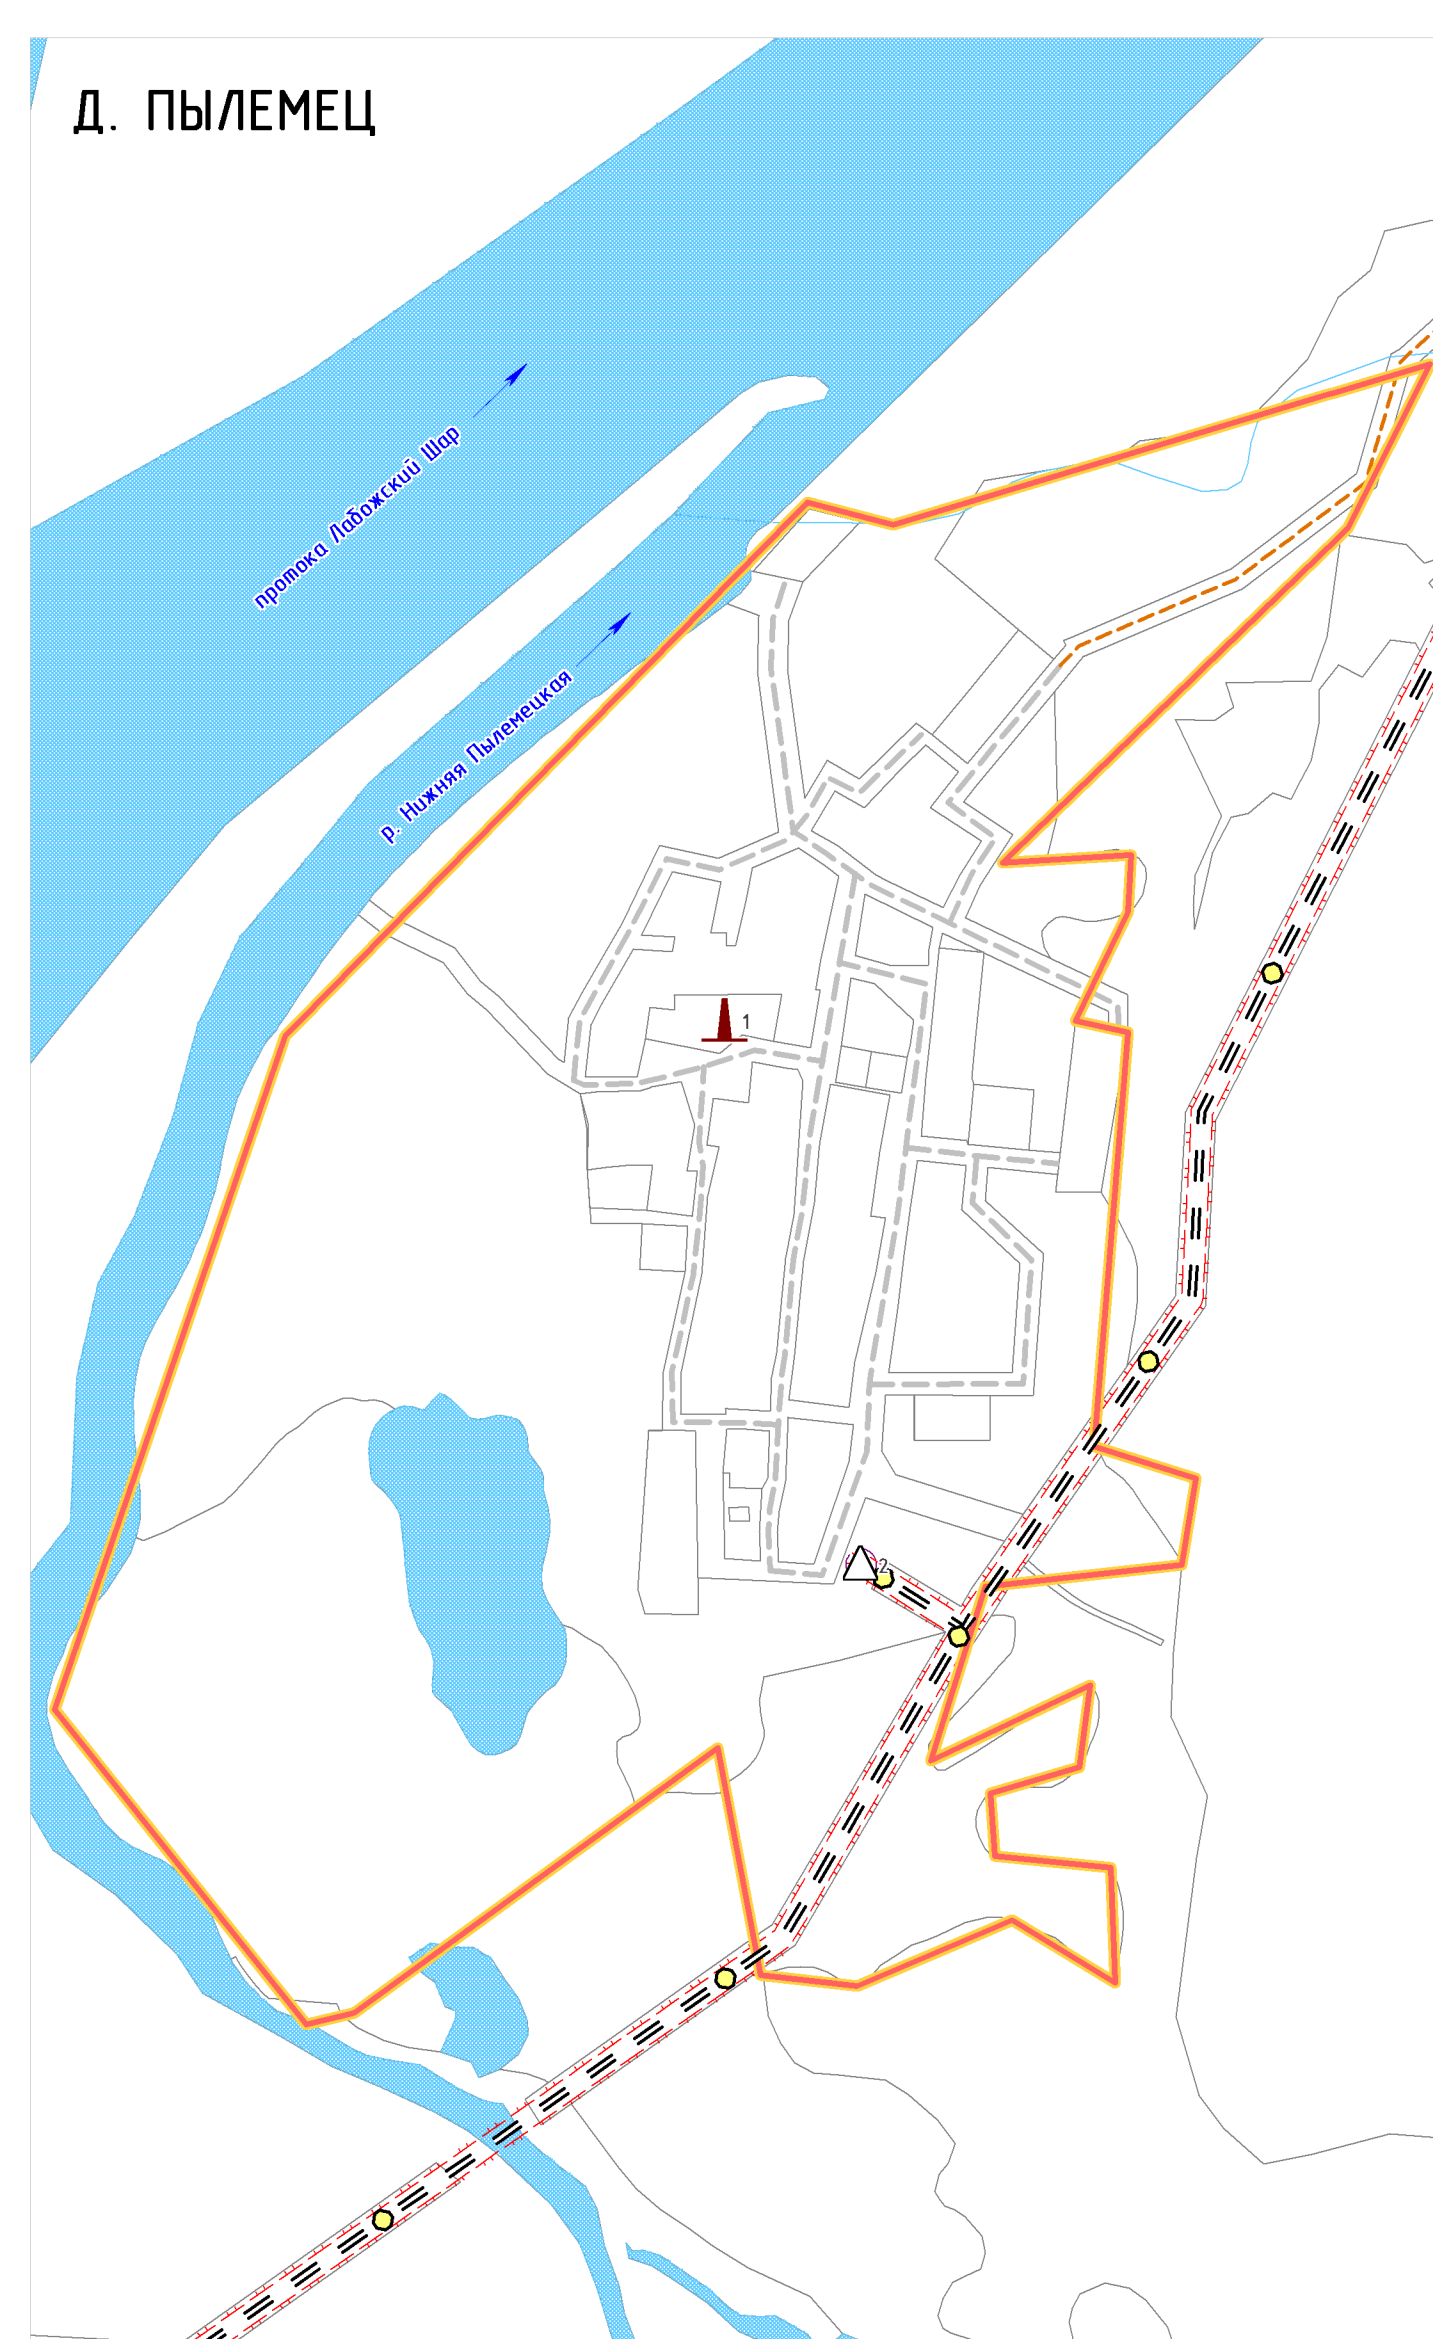 Д. ПЫЛЕМЕЦ
протока Лабожский Шар
р. Нижняя Пылемецкая
1
2